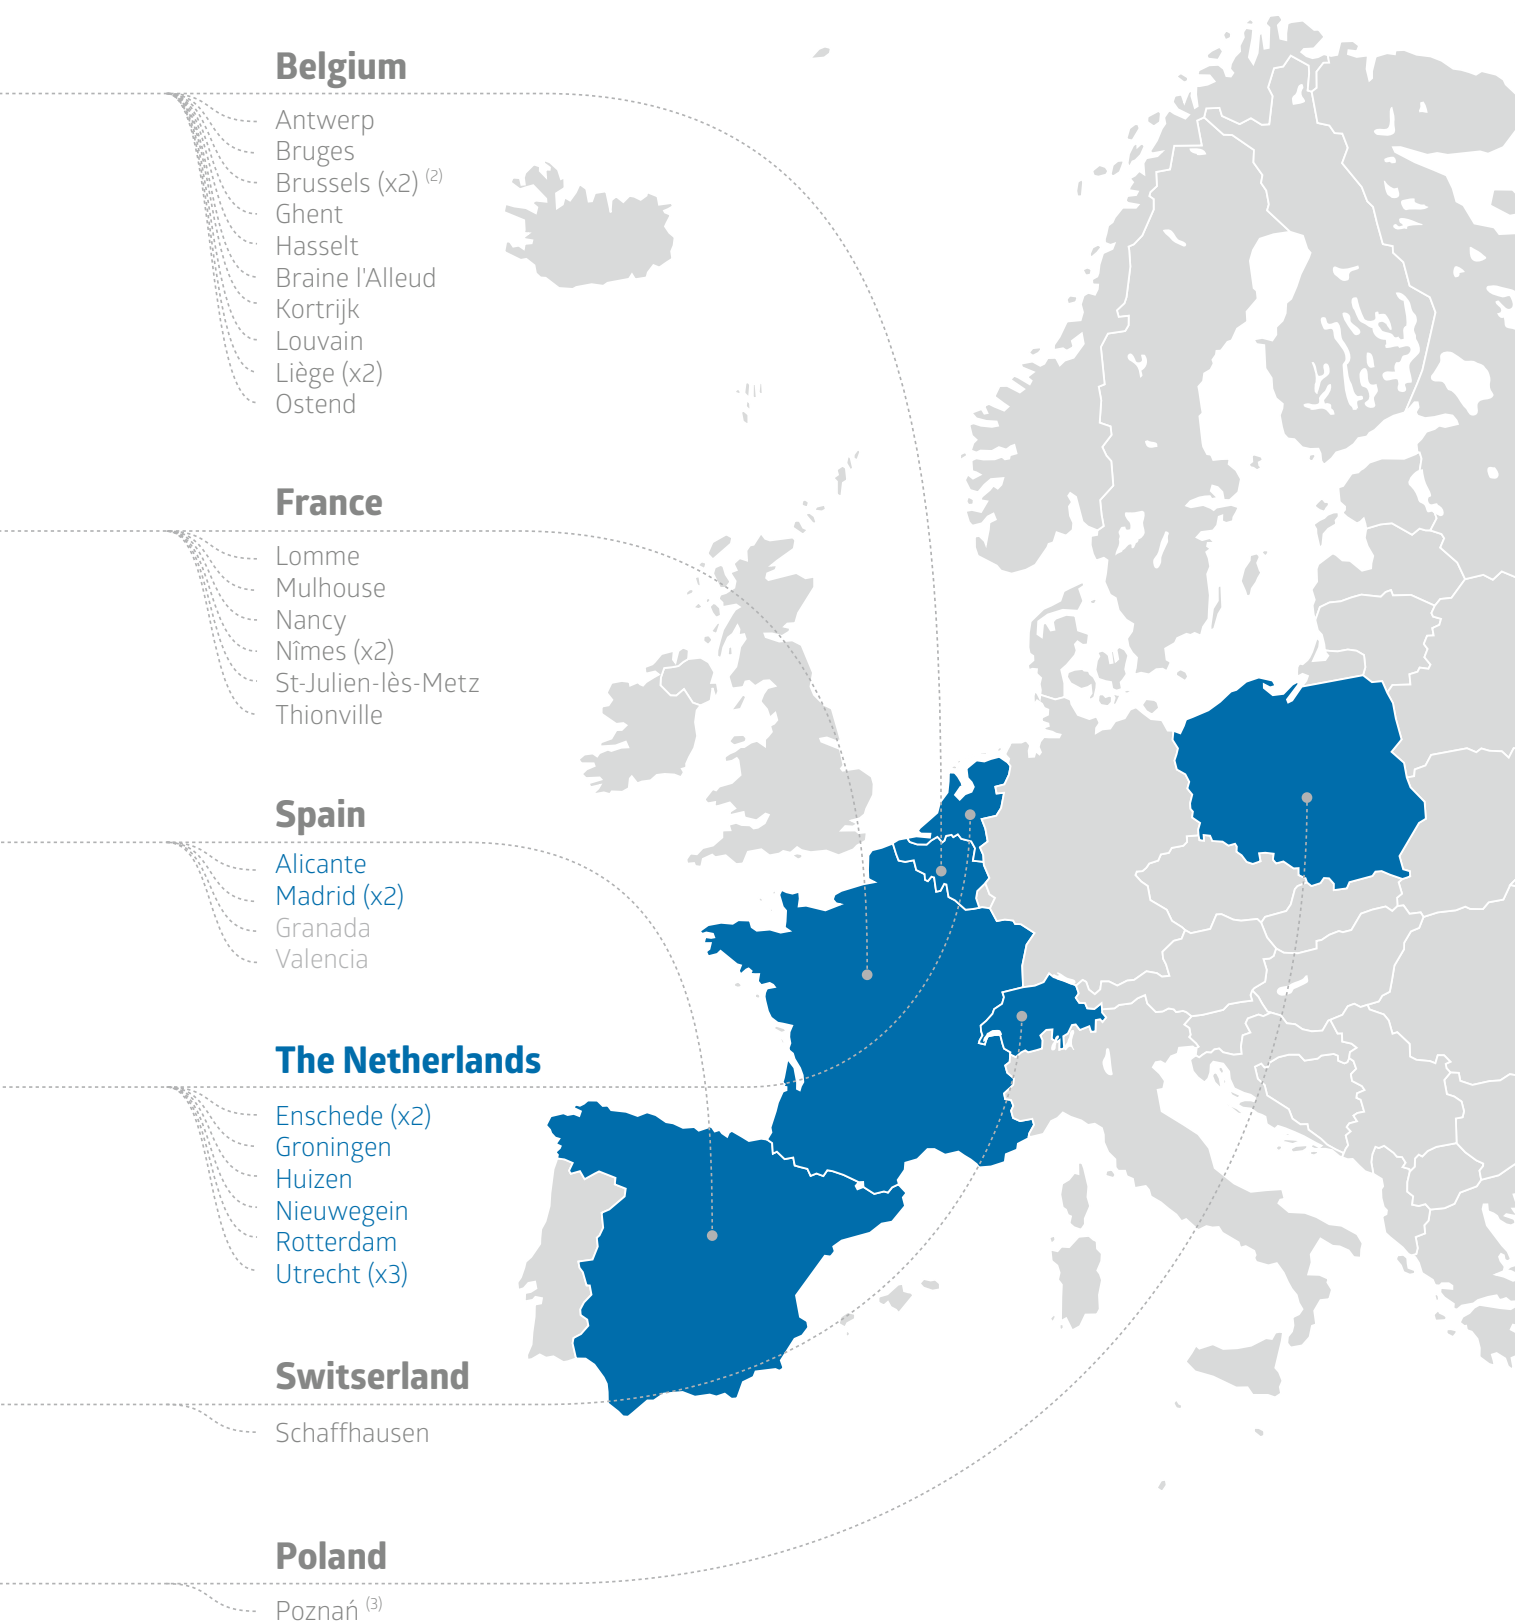 Belgium
Antwerp
Bruges
Brussels (x2) (2)
Ghent
Hasselt
Braine l'Alleud
Kortrijk
Louvain
Liège (x2)
Ostend
France
Lomme
Mulhouse
Nancy
Nîmes (x2)
St-Julien-lès-Metz
Thionville
Spain
Alicante
Madrid (x2)
Granada
Valencia
The Netherlands
Enschede (x2)
Groningen
Huizen
Nieuwegein
Rotterdam
Utrecht (x3)
Switserland
Schaffhausen
Poland
Poznań (3)